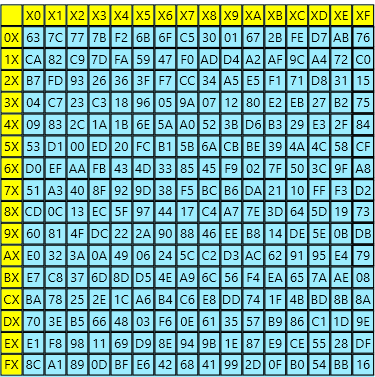 X0 X1 X2 X3 X4 X5 X6 X7 X8 X9 XA XB XC XD XE XF
0X 63 7C 77 7B F2 6B 6F C5 30 01 67 2B FE D7 AB 76
1X CA 82 C9 7D FA 59 47 F0 AD D4 A2 AF 9C A4 72 C0
2X B7 FD 93 26 36 3F F7 CC 34 A5 E5 F1 71 D8 31 15
3X 04 C7 23 C3 18 96 05 9A 07 12 80 E2 EB 27 B2 75
4X 09 83 2C 1A 1B 6E 5A A0 52 3B D6 B3 29 E3 2F 84
5X 53 D1 00 ED 20 FC B1 5B 6A CB BE 39 4A 4C 58 CF
6X D0 EF AA FB 43 4D 33 85 45 F9 02 7F 50 3C 9F A8
7X 51 A3 40 8F 92 9D 38 F5 BC B6 DA 21 10 FF F3 D2
8X CD 0C 13 EC 5F 97 44 17 C4 A7 7E 3D 64 5D 19 73
9X 60 81 4F DC 22 2A 90 88 46 EE B8 14 DE 5E 0B DB
AX E0 32 3A 0A 49 06 24 5C C2 D3 AC 62 91 95 E4 79
BX E7 C8 37 6D 8D D5 4E A9 6C 56 F4 EA 65 7A AE 08
CX BA 78 25 2E 1C A6 B4 C6 E8 DD 74 1F 4B BD 8B 8A
DX 70 3E B5 66 48 03 F6 0E 61 35 57 B9 86 C1 1D 9E
EX E1 F8 98 11 69 D9 8E 94 9B 1E 87 E9 CE 55 28 DF
FX 8C A1 89 0D BF E6 42 68 41 99 2D 0F B0 54 BB 16